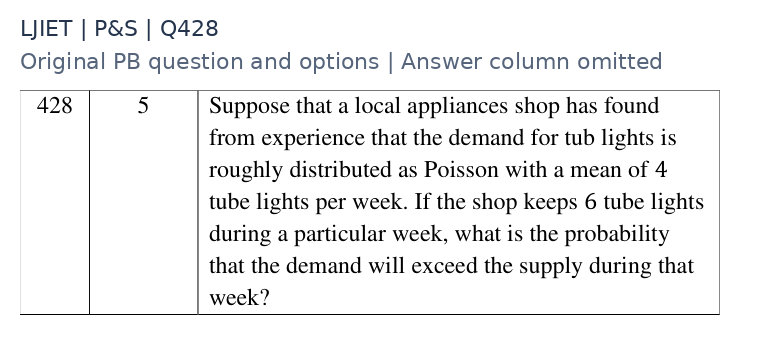 LJIET | P&S | Q428
Original PB question and options | Answer column omitted
428 5 Suppose that a local appliances shop has found
from experience that the demand for tub lights is
roughly distributed as Poisson with a mean of 4
tube lights per week. If the shop keeps 6 tube lights
during a particular week, what is the probability
that the demand will exceed the supply during that
week?